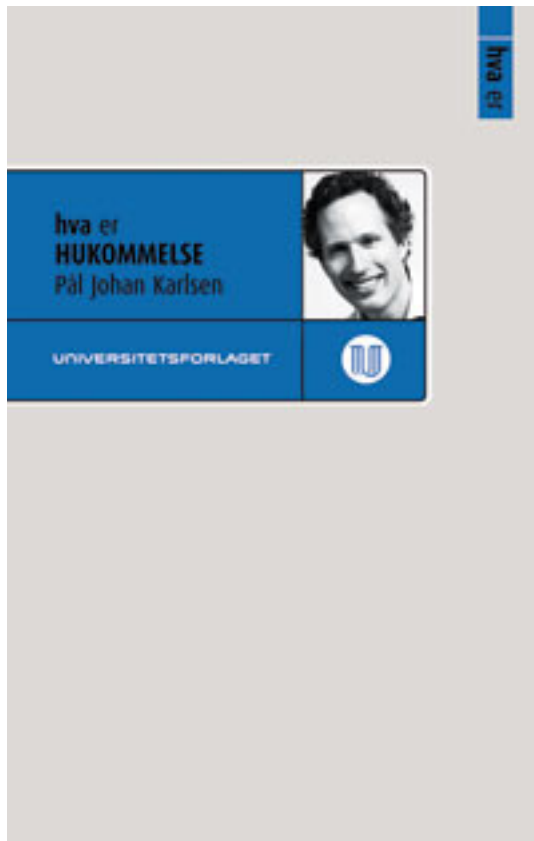 hva er
hva er
HUKOMMELSE
Pål Johan Karlsen
UNIVERSITETSFORLAGET